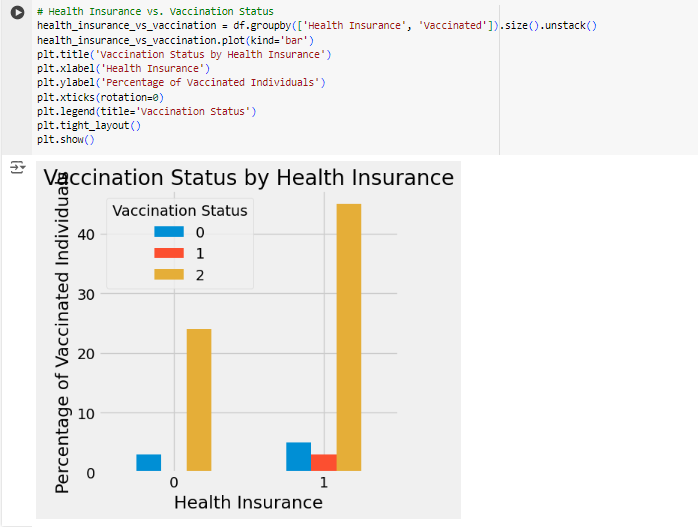 # Health Insurance vs. Vaccination Status
health_insurance_vs_vaccination = df.groupby(['Health Insurance', 'Vaccinated']).size().unstack()
health_insurance_vs_vaccination.plot(kind='bar')
plt.title('Vaccination Status by Health Insurance')
plt.xlabel('Health Insurance')
plt.ylabel('Percentage of Vaccinated Individuals')
plt.xticks(rotation=0)
plt.legend(title='Vaccination Status')
plt.tight_layout()
plt.show()
Vaccination Status by Health Insurance
Percentage of Vaccinated Individuals
Vaccination Status
0
1
2
40
30
20
10
0
0 1
Health Insurance